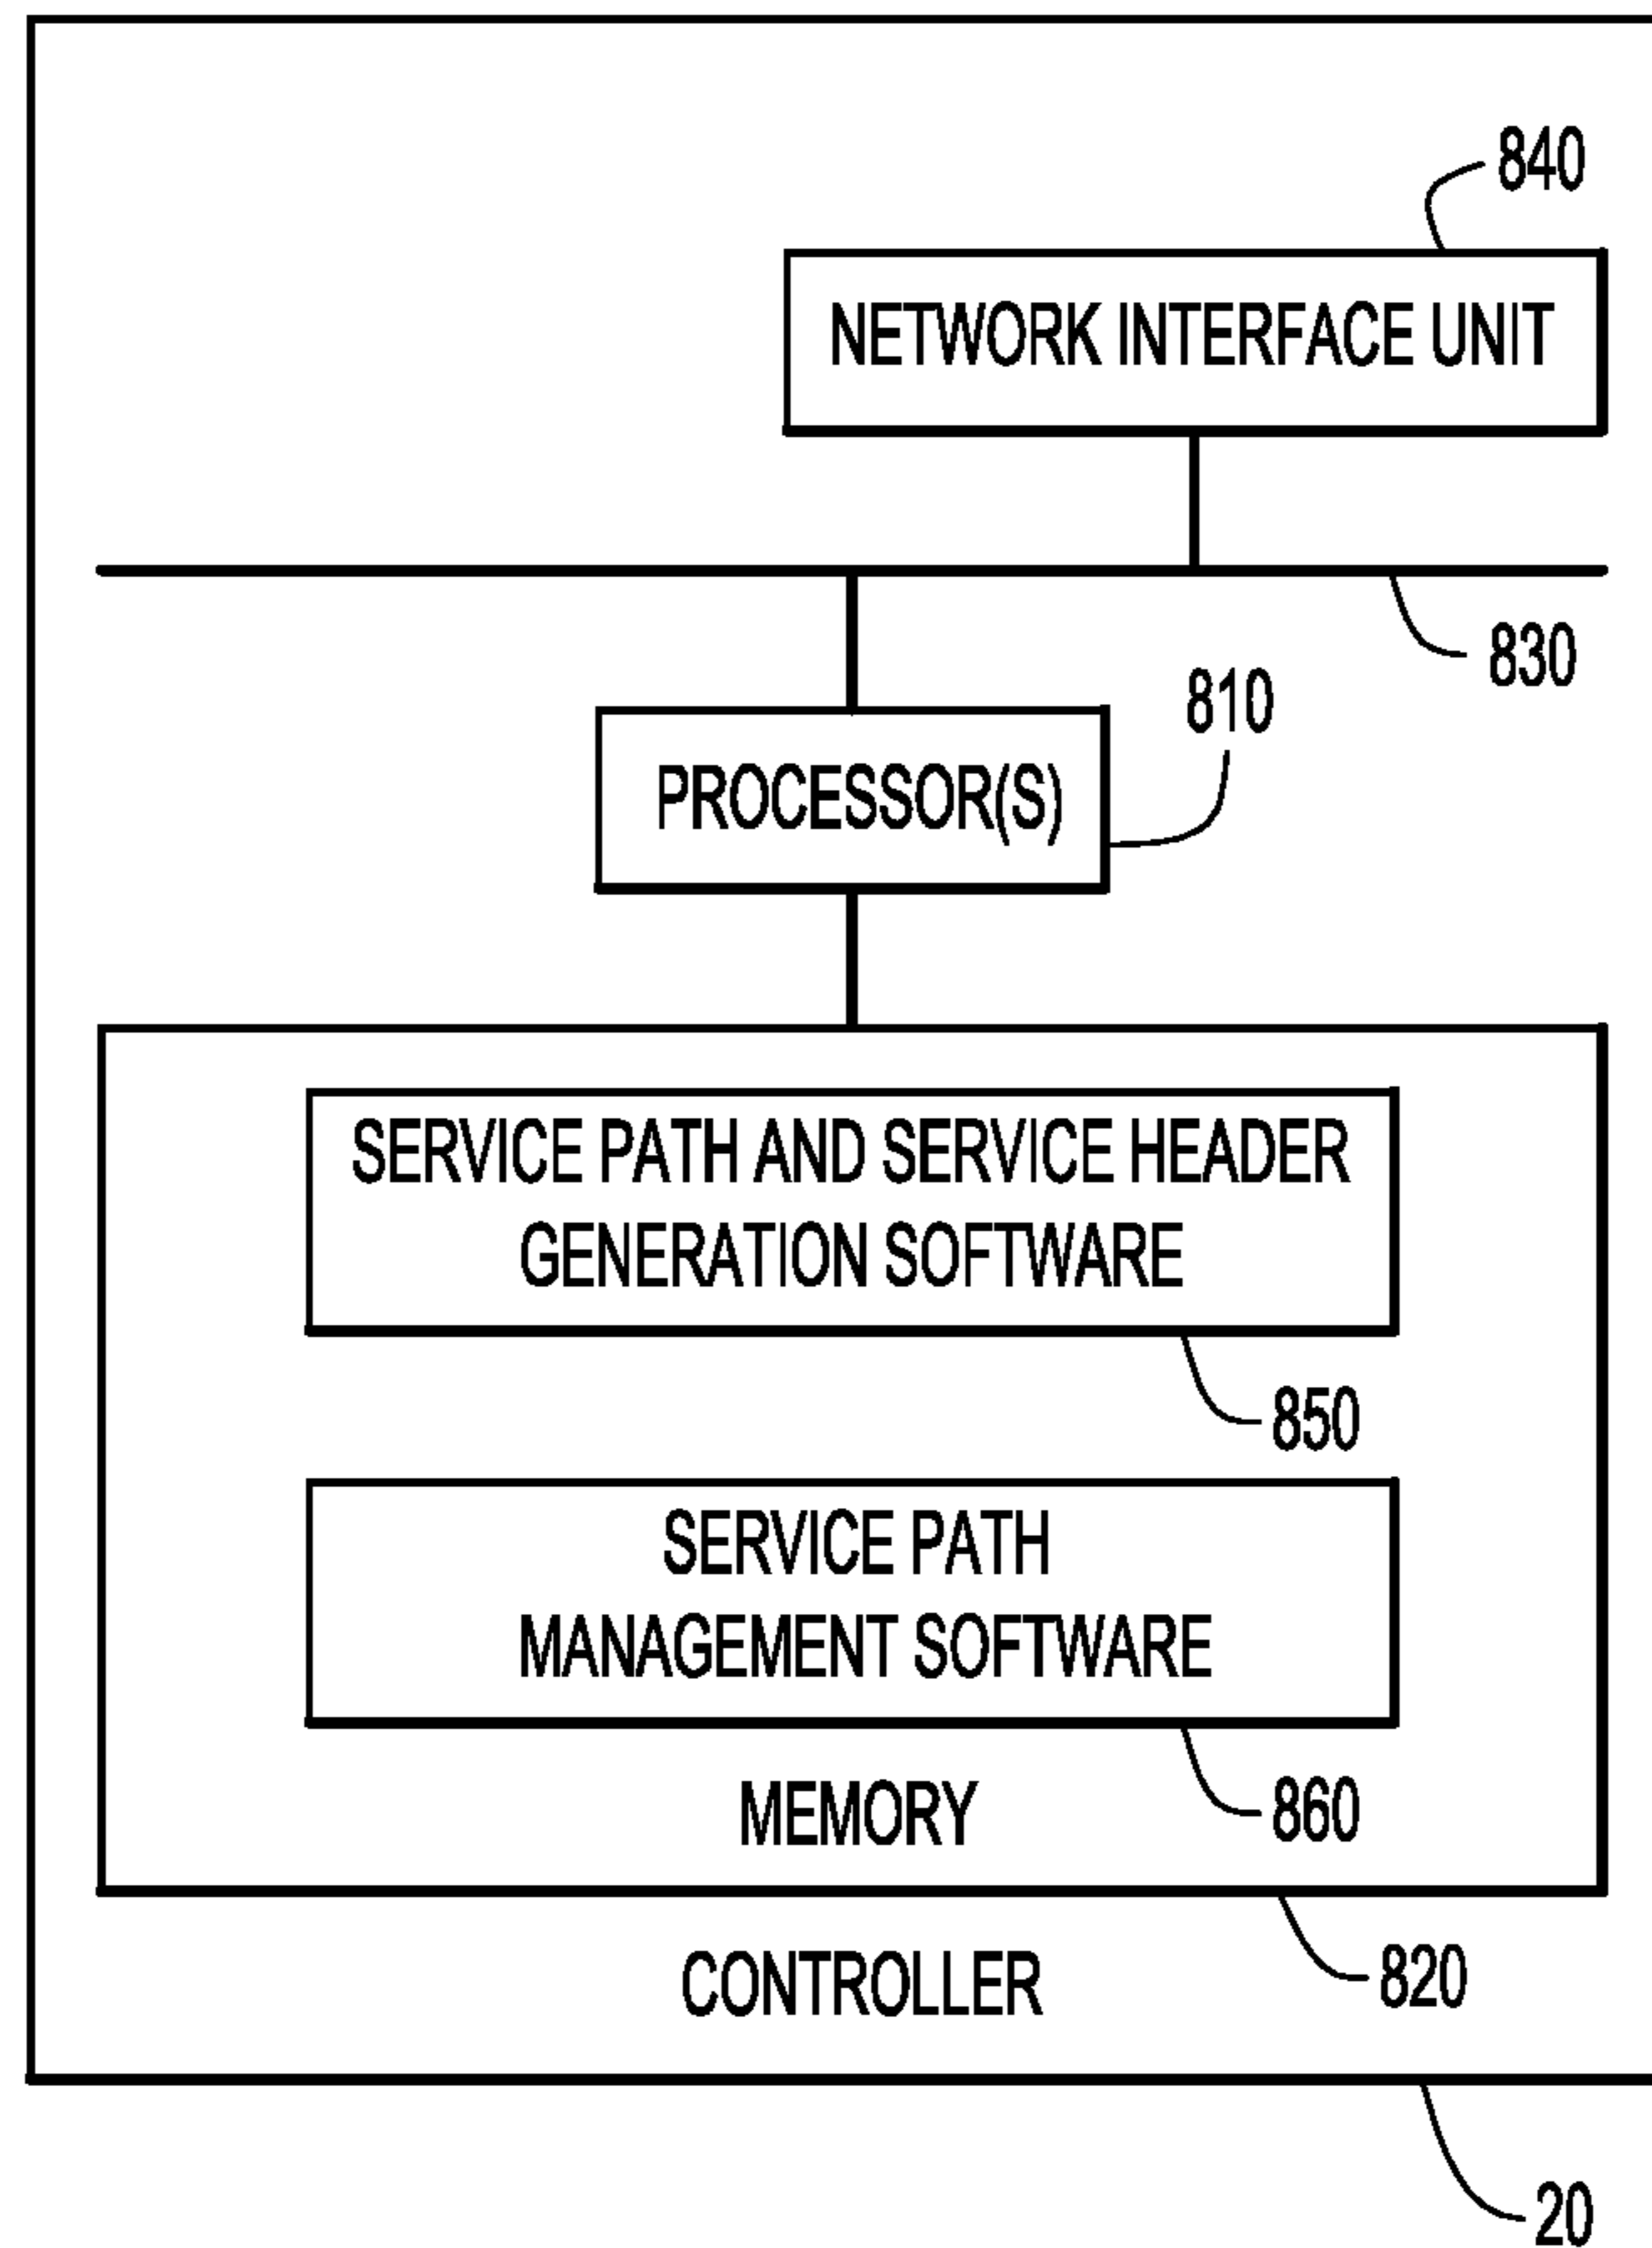 840
NETWORK INTERFACE UNIT
830
810
PROCESSOR(S)
SERVICE PATH AND SERVICE HEADER
GENERATION SOFTWARE
850
SERVICE PATH
MANAGEMENT SOFTWARE
MEMORY
860
CONTROLLER
820
20